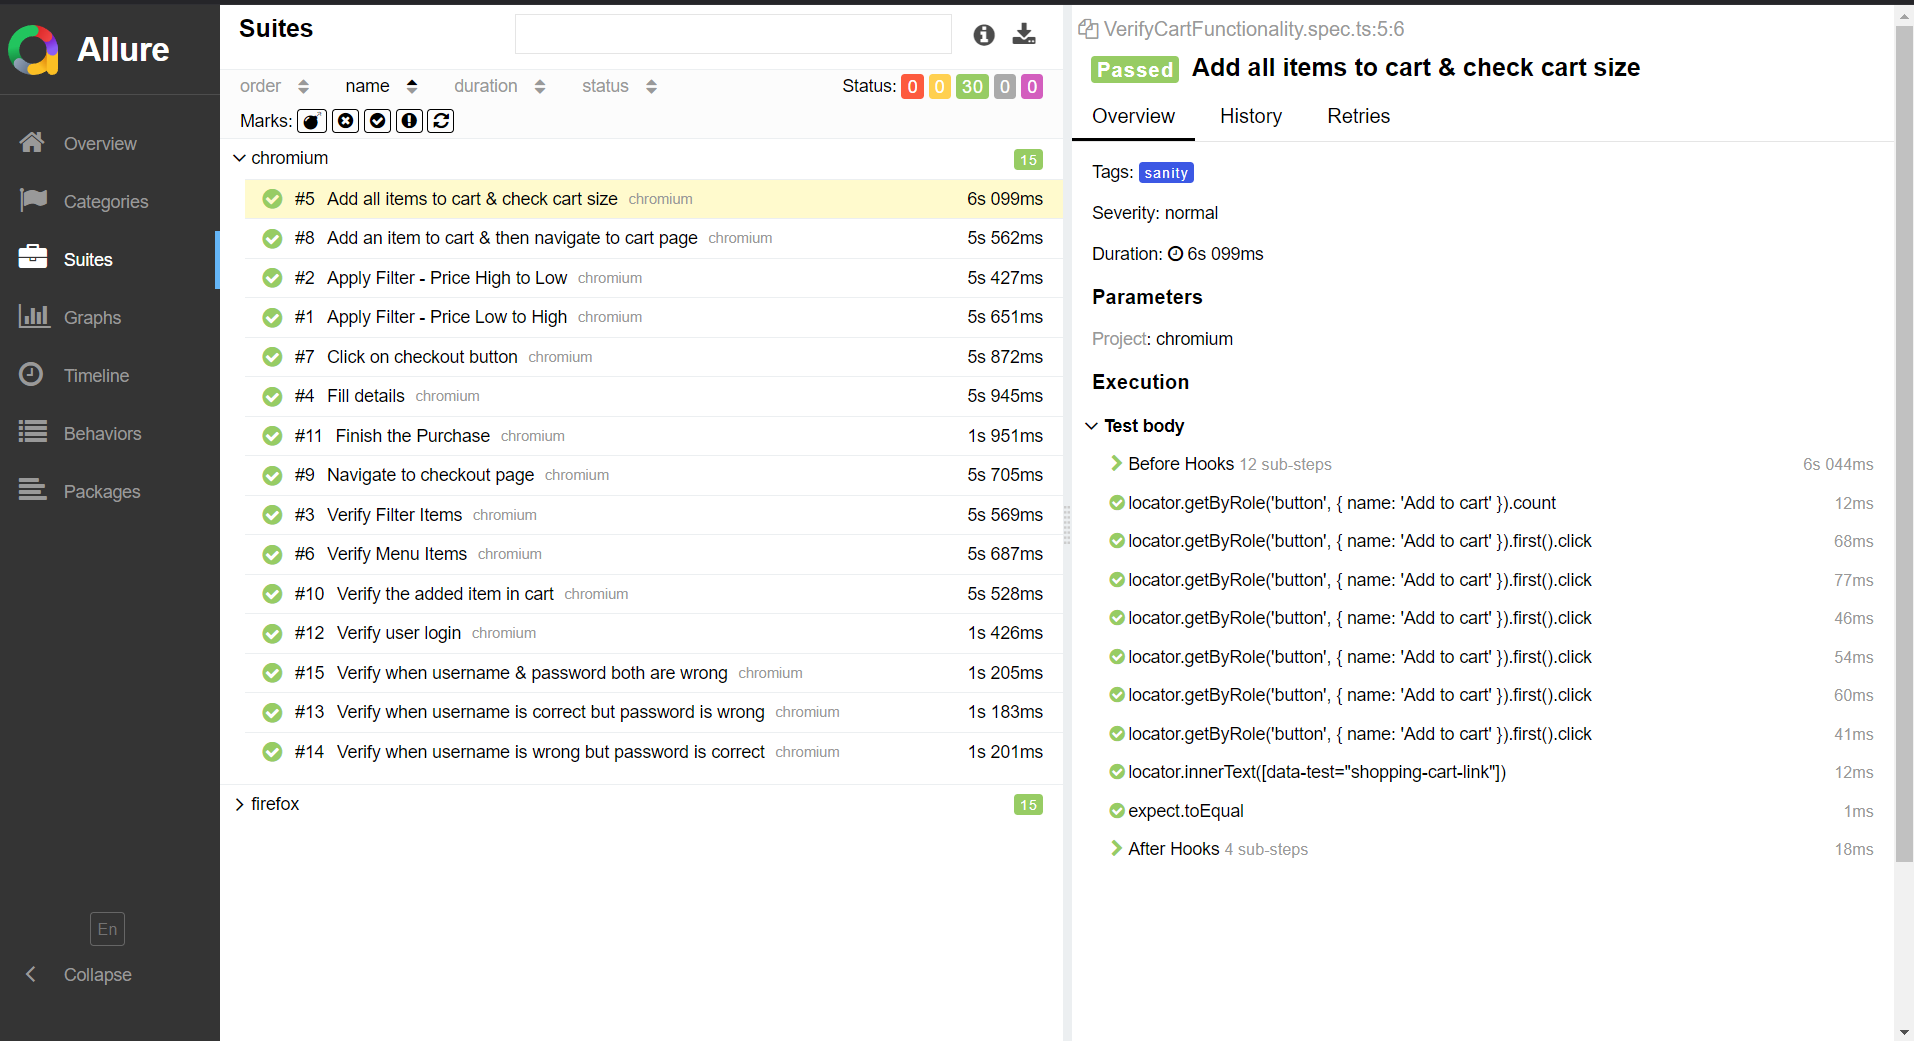 Allure
Overview
Categories
Suites
Graphs
Timeline
Behaviors
Packages
En
Collapse
Suites
order name duration status Status: 0 0 30 0 0
Marks:
chromium 15
#5 Add all items to cart & check cart size chromium 6s 099ms
#8 Add an item to cart & then navigate to cart page chromium 5s 562ms
#2 Apply Filter - Price High to Low chromium 5s 427ms
#1 Apply Filter - Price Low to High chromium 5s 651ms
#7 Click on checkout button chromium 5s 872ms
#4 Fill details chromium 5s 945ms
#11 Finish the Purchase chromium 1s 951ms
#9 Navigate to checkout page chromium 5s 705ms
#3 Verify Filter Items chromium 5s 569ms
#6 Verify Menu Items chromium 5s 687ms
#10 Verify the added item in cart chromium 5s 528ms
#12 Verify user login chromium 1s 426ms
#15 Verify when username & password both are wrong chromium 1s 205ms
#13 Verify when username is correct but password is wrong chromium 1s 183ms
#14 Verify when username is wrong but password is correct chromium 1s 201ms
firefox 15
VerifyCartFunctionality.spec.ts:5:6
Passed Add all items to cart & check cart size
Overview History Retries
Tags: sanity
Severity: normal
Duration: 6s 099ms
Parameters
Project: chromium
Execution
Test body
Before Hooks 12 sub-steps 6s 044ms
locator.getByRole('button', { name: 'Add to cart' }).count 12ms
locator.getByRole('button', { name: 'Add to cart' }).first().click 68ms
locator.getByRole('button', { name: 'Add to cart' }).first().click 77ms
locator.getByRole('button', { name: 'Add to cart' }).first().click 46ms
locator.getByRole('button', { name: 'Add to cart' }).first().click 54ms
locator.getByRole('button', { name: 'Add to cart' }).first().click 60ms
locator.getByRole('button', { name: 'Add to cart' }).first().click 41ms
locator.innerText([data-test="shopping-cart-link"]) 12ms
expect.toEqual 1ms
After Hooks 4 sub-steps 18ms